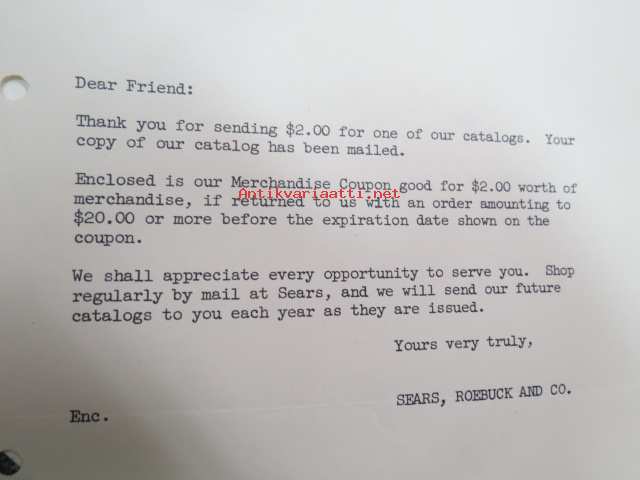 Dear Friend:
Thank you for sending $2.00 for one of our catalogs. Your
copy of our catalog has been mailed.
Enclosed is our Merchandise Coupon good for $2.00 worth of
Antikvariaatti.net
merchandise, if returned to us with an order amounting to
$20.00 or more before the expiration date shown on the
coupon.
We shall appreciate every opportunity to serve you. Shop
regularly by mail at Sears, and we will send our future
catalogs to you each year as they are issued.
Yours very truly,
SEARS, ROEBUCK AND CO.
Enc.